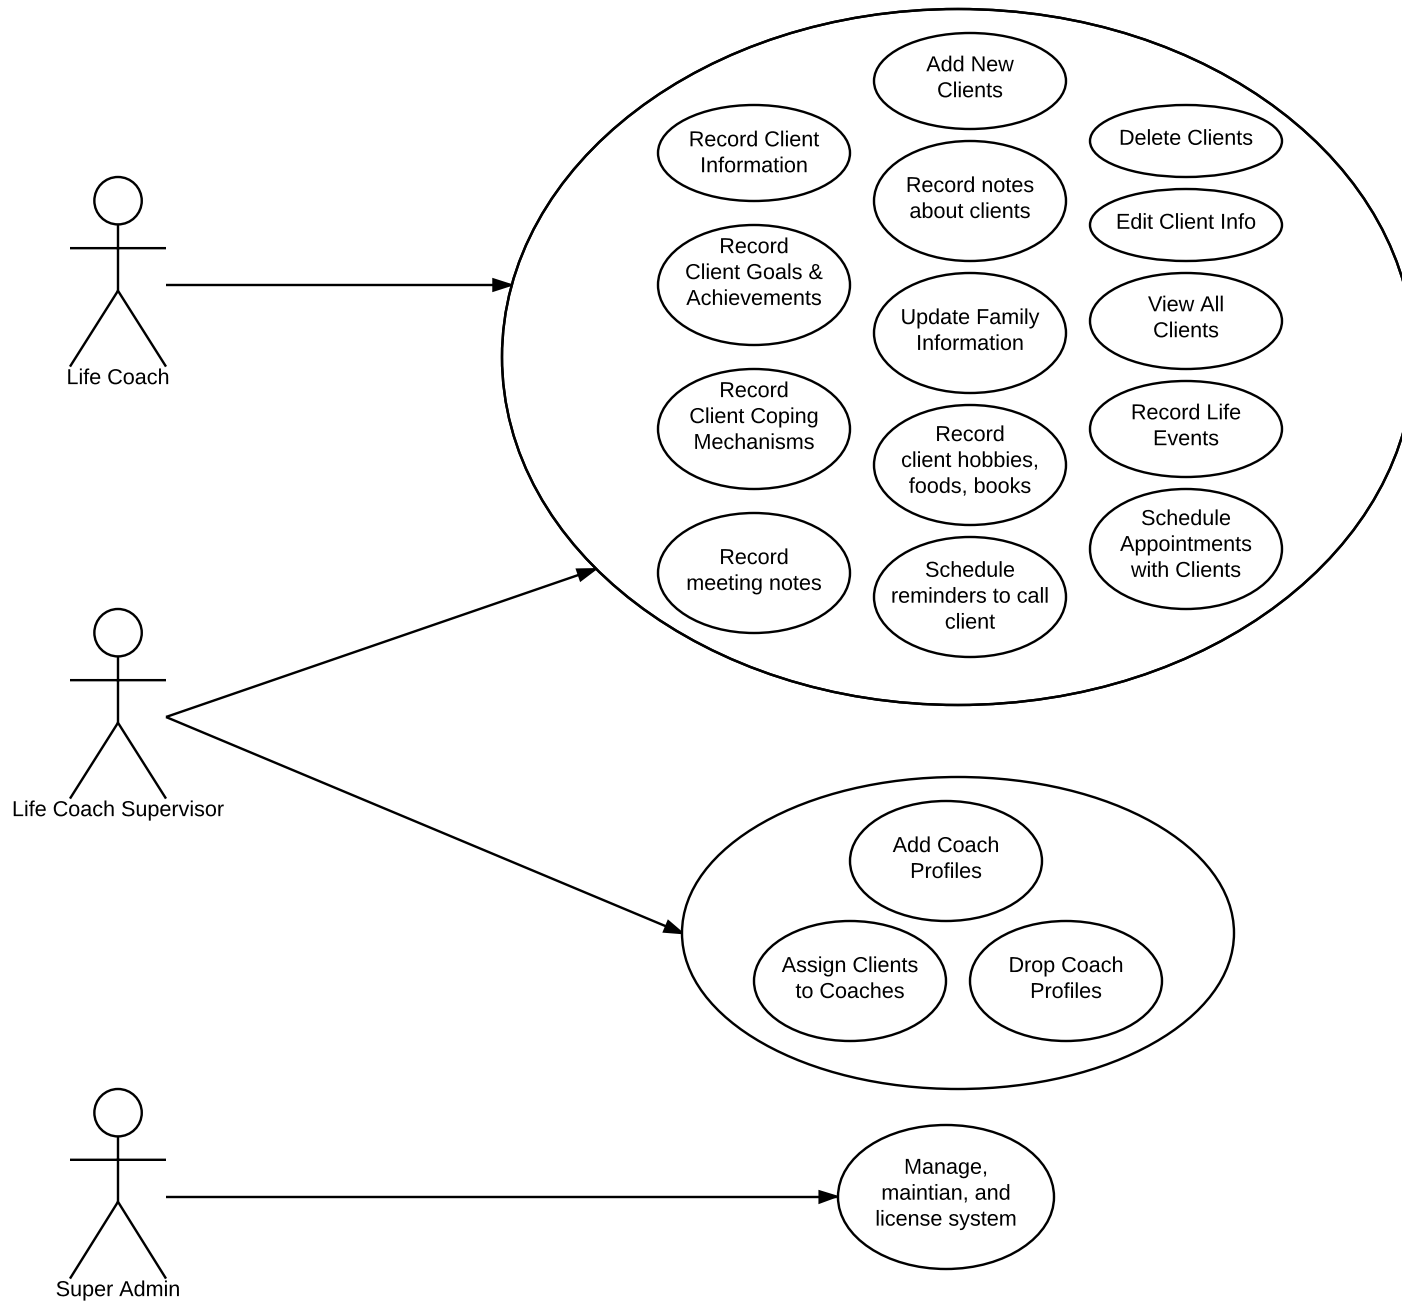 Add New
Clients
Record Client
Information
Record notes
about clients
Delete Clients
Edit Client Info
Record
Client Goals &
Achievements
Update Family
Information
View All
Clients
Life Coach
Record
Client Coping
Mechanisms
Record
client hobbies,
foods, books
Record Life
Events
Record
meeting notes
Schedule
reminders to call
client
Schedule
Appointments
with Clients
Life Coach Supervisor
Add Coach
Profiles
Assign Clients
to Coaches
Drop Coach
Profiles
Manage,
maintian, and
license system
Super Admin